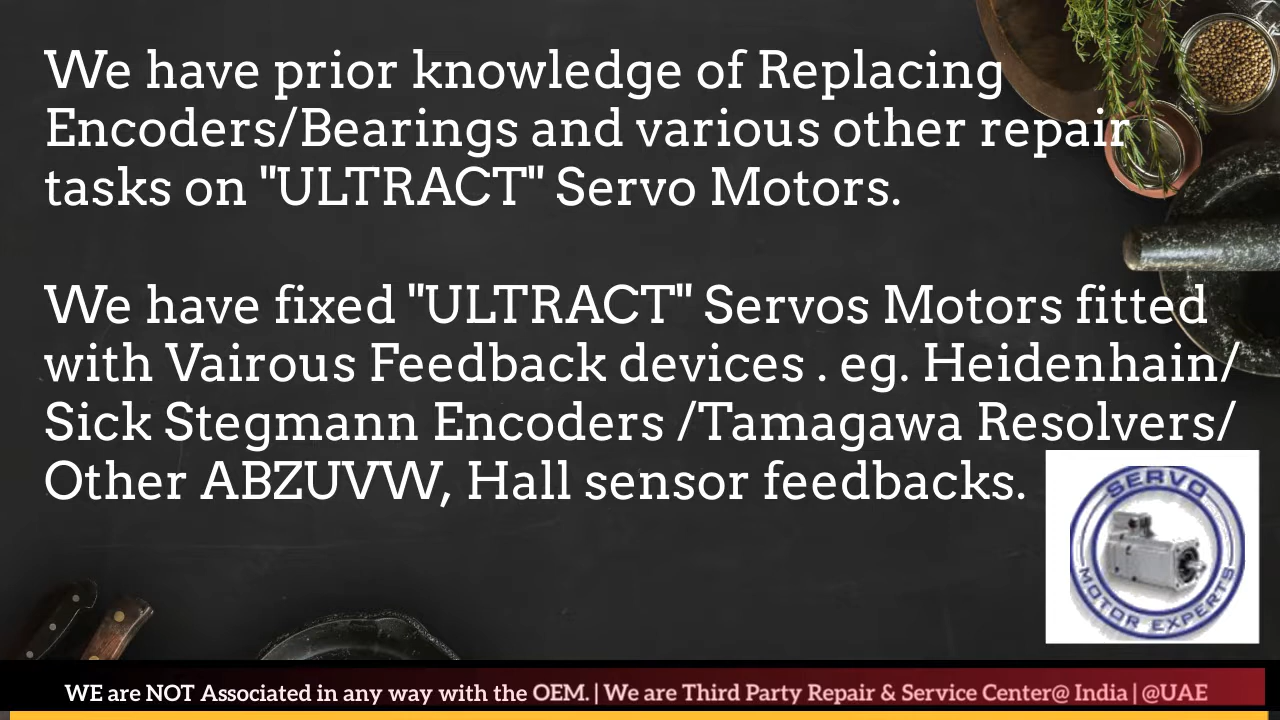 We have prior knowledge of Replacing
Encoders/Bearings and various other repair
tasks on "ULTRACT" Servo Motors.
We have fixed "ULTRACT" Servos Motors fitted
with Vairous Feedback devices . eg. Heidenhain/
Sick Stegmann Encoders /Tamagawa Resolvers/
Other ABZUVW, Hall sensor feedbacks.
SERVO
MOTOR EXPERTS
WE are NOT Associated in any way with the OEM. | We are Third Party Repair & Service Center@ India | @UAE